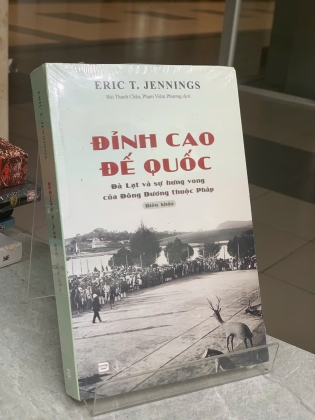 ERIC T. JENNINGS
Bùi Thanh Châu, Phạm Viêm Phương dịch
ĐỈNH CAO
ĐẾ QUỐC
Đà Lạt và sự hưng vong
của Đông Dương thuộc Pháp
Biên khảo